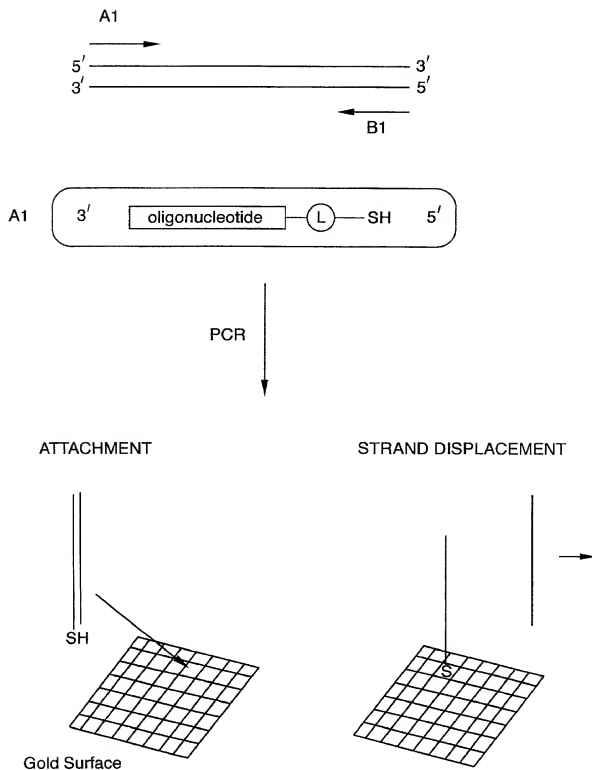 A1
5′ 3′
3′ 5′
B1
A1 3′ oligonucleotide L SH 5′
PCR
ATTACHMENT STRAND DISPLACEMENT
SH
S
Gold Surface